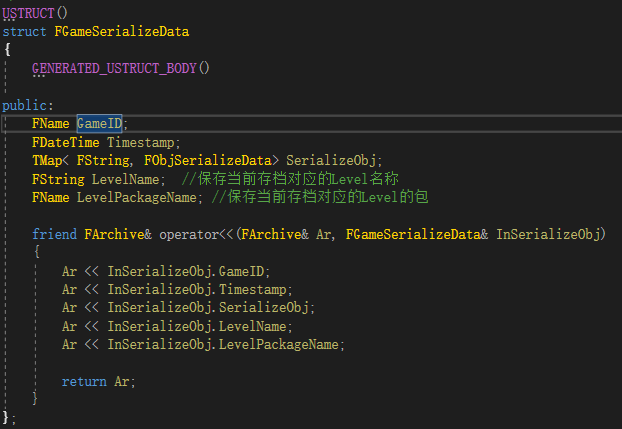 USTRUCT()
struct FGameSerializeData
{
GENERATED_USTRUCT_BODY()
public:
FName GameID;
FDateTime Timestamp;
TMap< FString, FObjSerializeData> SerializeObj;
FString LevelName;  //保存当前存档对应的Level名称
FName LevelPackageName; //保存当前存档对应的Level的包
friend FArchive& operator<<(FArchive& Ar, FGameSerializeData& InSerializeObj)
{
Ar << InSerializeObj.GameID;
Ar << InSerializeObj.Timestamp;
Ar << InSerializeObj.SerializeObj;
Ar << InSerializeObj.LevelName;
Ar << InSerializeObj.LevelPackageName;
return Ar;
}
};